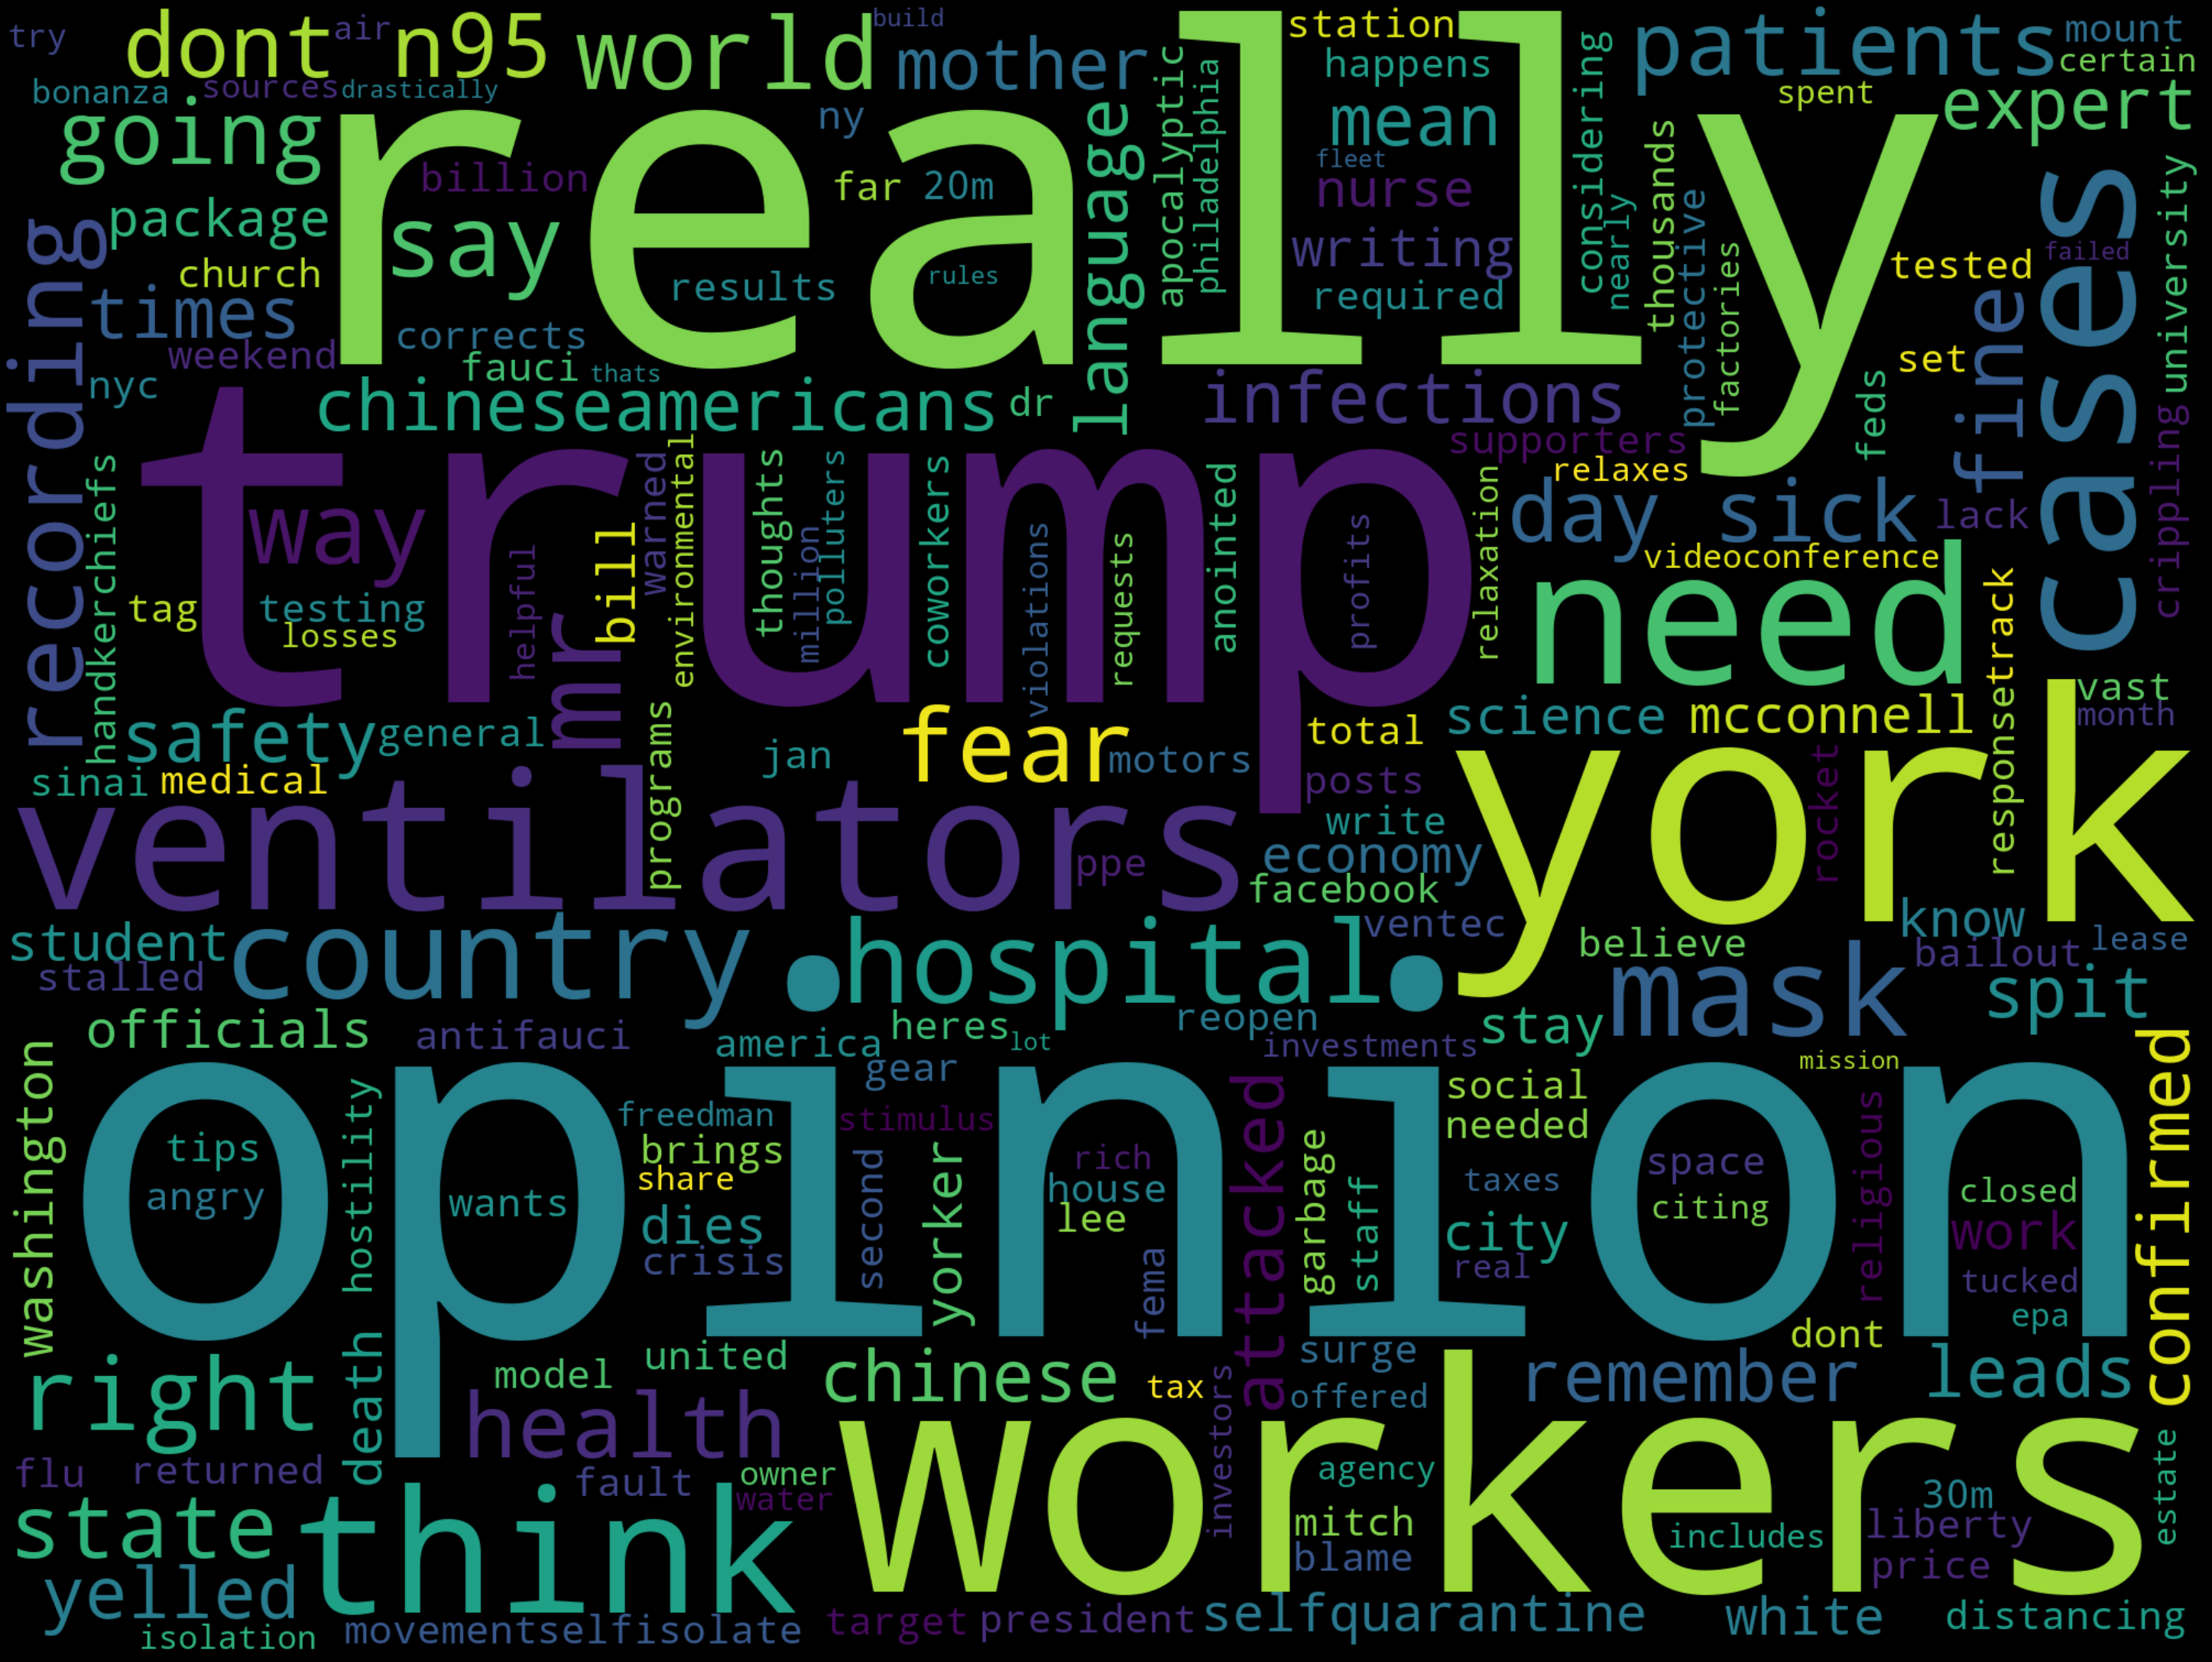 try dont air n95 world build mother station patients mount
bonanza sources drastically ny happens spent certain
going really language apocalyptic philadelphia mean considering expert
package billion say far 20m fleet nurse nearly thousands protective cases university
recording church results rules writing required factories tested failed
times corrects fine
weekend fauci thats set
nyc chineseamericans dr infections feds crippling
handkerchiefs trump warned environmental thoughts polluters coworkers supporters relaxes
way helpful mr bill million violations requests anointed profits relaxation day sick lack
tag testing losses need videoconference
safety general programs jan fear motors total science mcconnell responsetrack vast month
sinai medical posts york rocket
ventilators ppe write economy
facebook
student country . hospital . ventec believe know
stalled mask bailout lease
officials antifauci america heres lot reopen investments stay spit
washington opinion gear mission confirmed
tips hostility freedman stimulus attacked social
angry wants brings second yorker rich garbage needed space religious closed
share house staff taxes citing work
dies lee city
crisis fema real tucked
epa
right death model united chinese tax surge dont remember leads
health investors offered
flu returned fault owner workers agency 30m estate
state think water mitch includes liberty
yelled blame price
isolation movementselfisolate target president selfquarantine white distancing